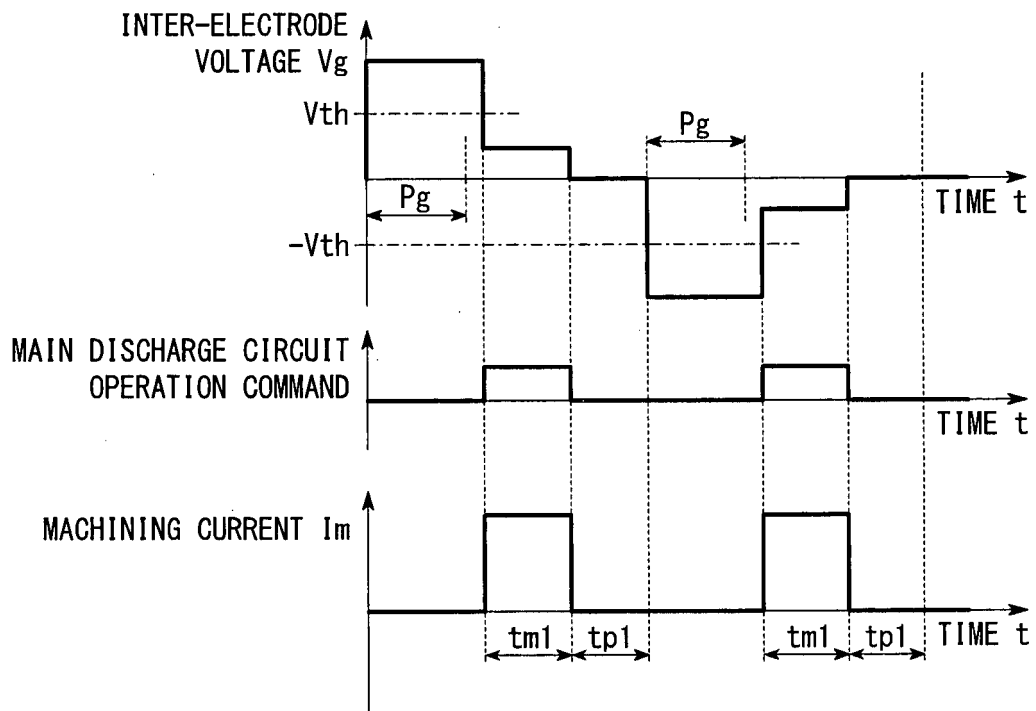 INTER-ELECTRODE
VOLTAGE Vg
Vth
Pg
Pg
TIME t
-Vth
MAIN DISCHARGE CIRCUIT
OPERATION COMMAND
TIME t
MACHINING CURRENT Im
TIME t
tm1 tp1 tm1 tp1